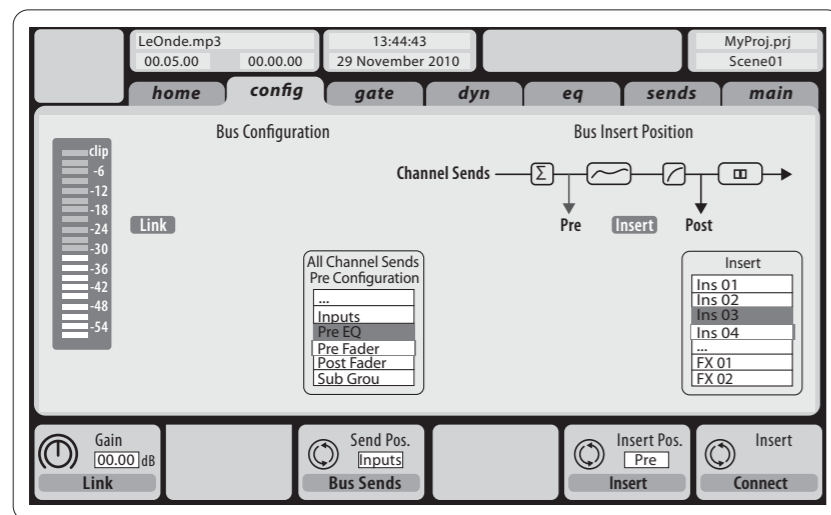 LeOnde.mp3
00.05.00 00.00.00
13:44:43
29 November 2010
MyProj.prj
Scene01
home config gate dyn eq sends main
Bus Configuration
Bus Insert Position
clip
-6
-12
-18
-24
-30
-36
-42
-48
-54
Link
Channel Sends Σ
Pre Insert Post
All Channel Sends
Pre Configuration
...
Inputs
Pre EQ
Pre Fader
Post Fader
Sub Grou
Insert
Ins 01
Ins 02
Ins 03
Ins 04
...
FX 01
FX 02
Gain
00.00 dB
Link
Send Pos.
Inputs
Bus Sends
Insert Pos.
Pre
Insert
Insert
Connect